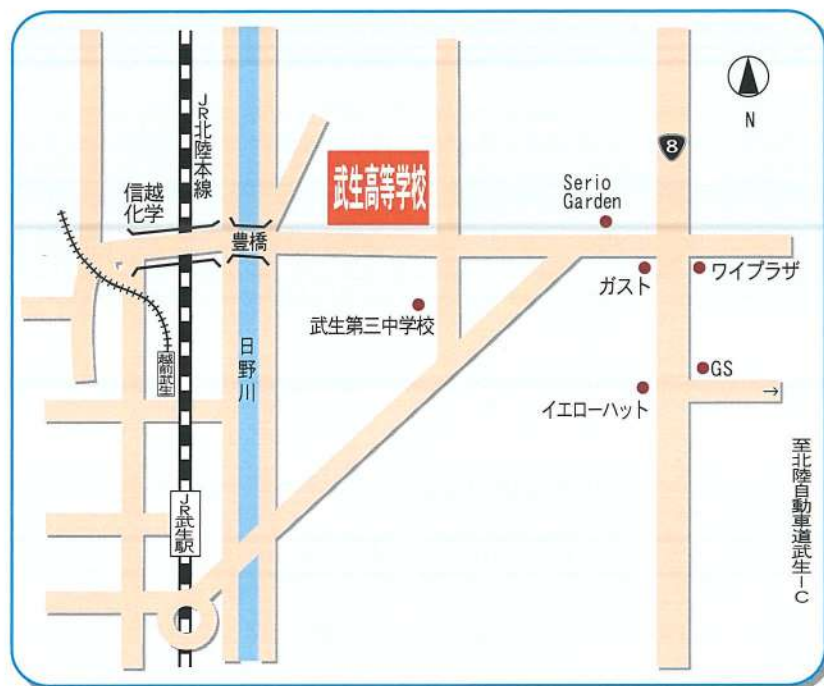 JR北陸本線
信越
化学
豊橋
武生高等学校
8
N
Serio
Garden
ガスト
ワイプラザ
武生第三中学校
越前武生
日野川
GS
イエローハット
→
至北陸自動車道武生IC
JR武生駅